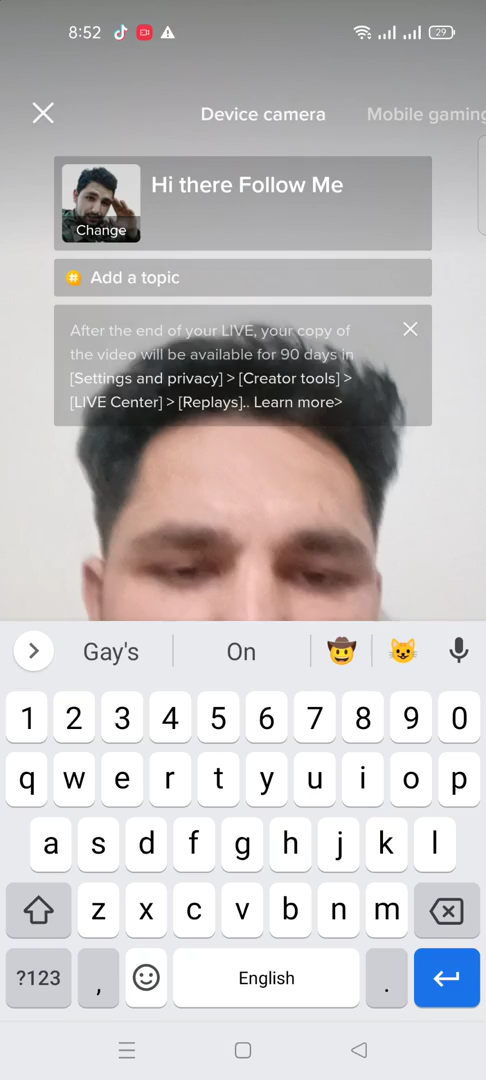 8:52
29
Device camera
Mobile gaming
Hi there Follow Me
Change
# Add a topic
After the end of your LIVE, your copy of
the video will be available for 90 days in
[Settings and privacy] > [Creator tools] >
[LIVE Center] > [Replays].. Learn more>
Gay's
On
1 2 3 4 5 6 7 8 9 0
q w e r t y u i o p
a s d f g h j k l
z x c v b n m
?123 , English .